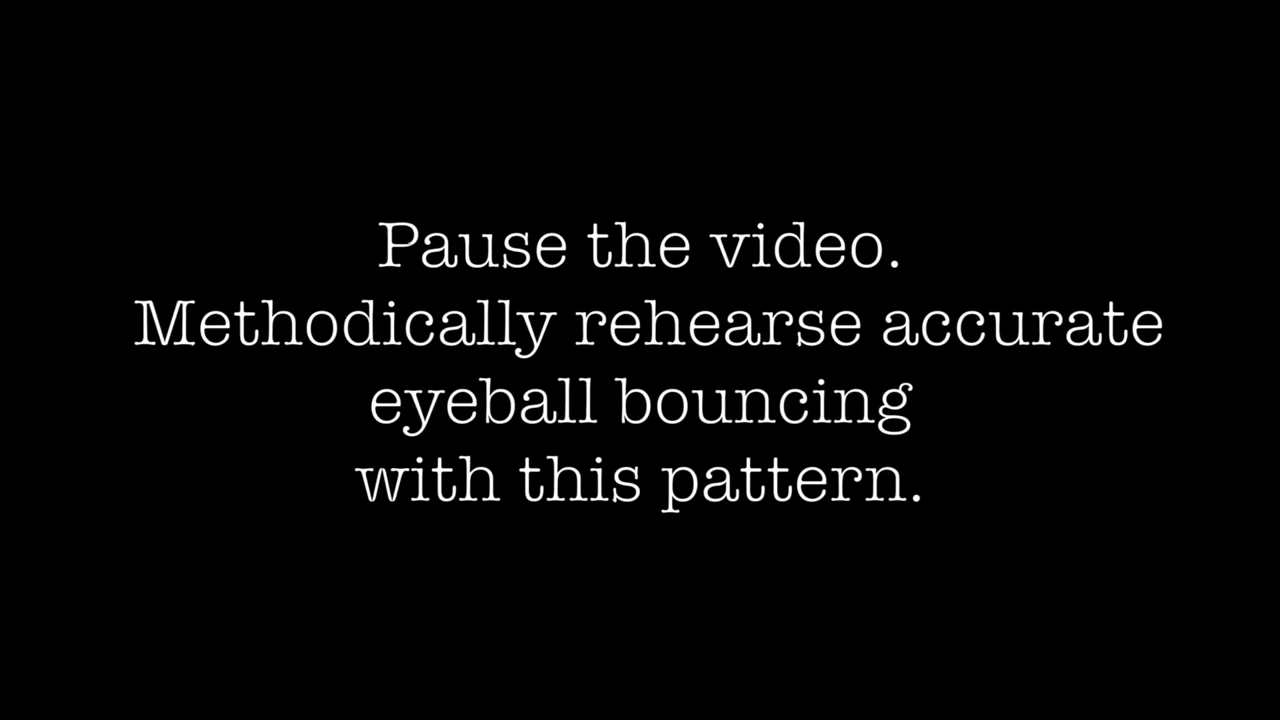 Pause the video.
Methodically rehearse accurate
eyeball bouncing
with this pattern.